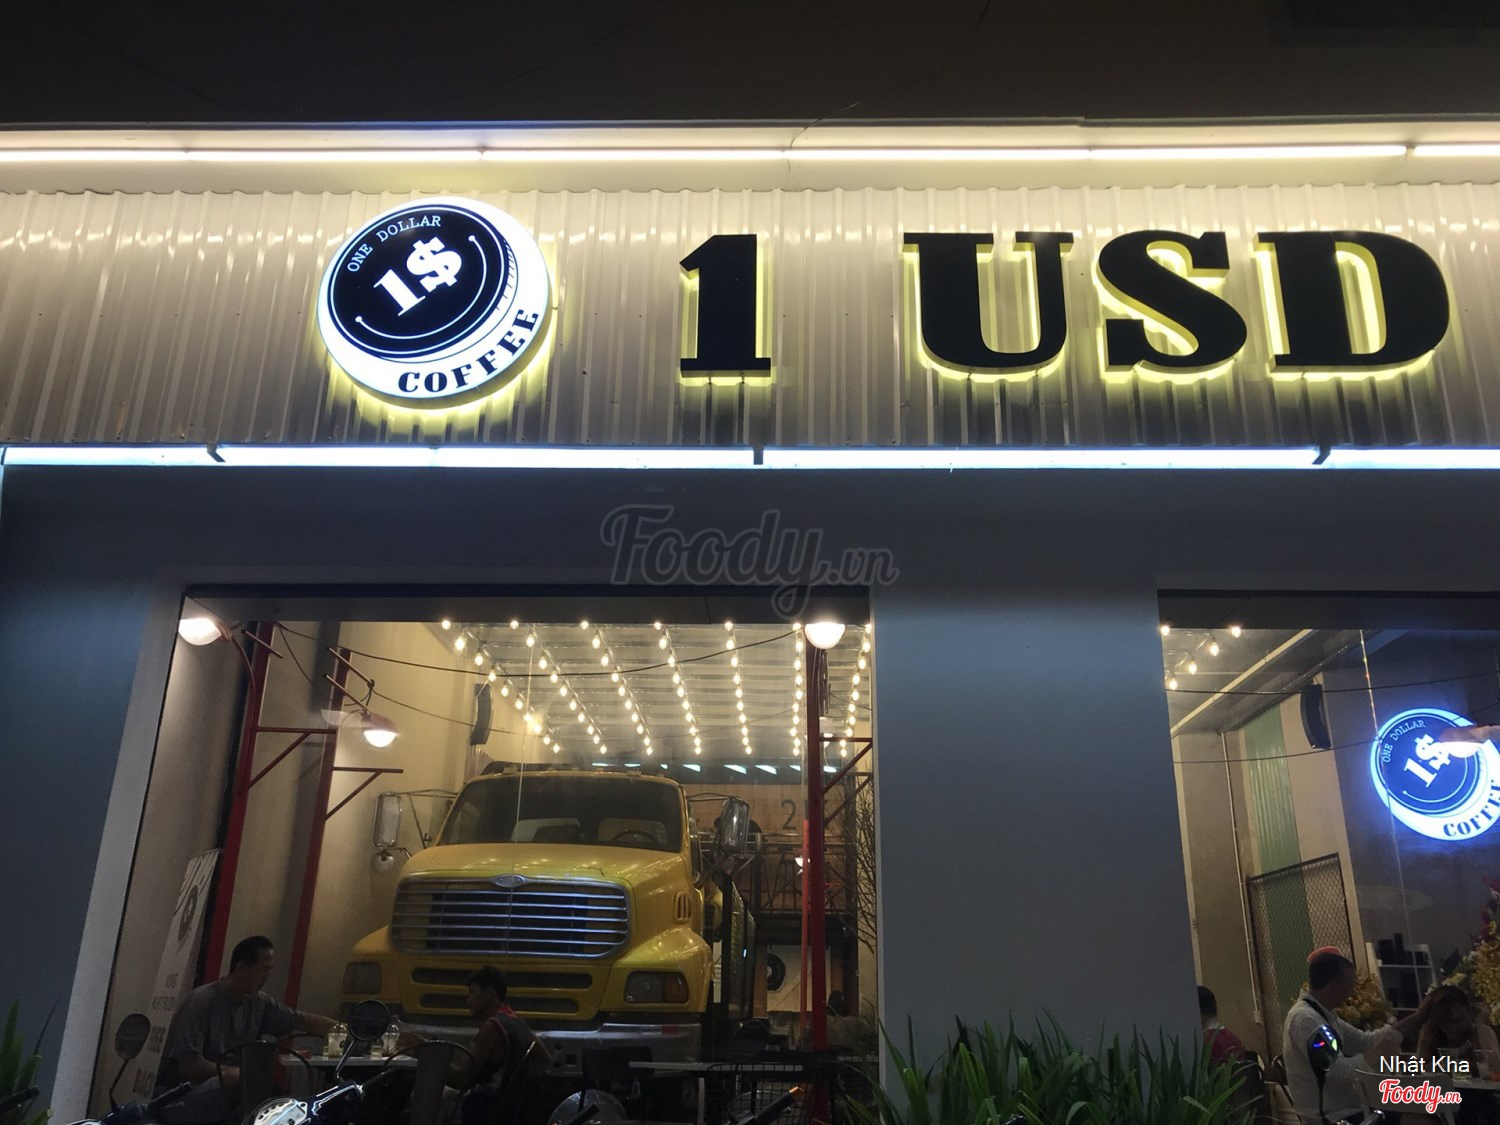 ONE DOLLAR
1$
COFFEE
1 USD
Foody.vn
ONE DOLLAR
1$
COFFEE
Nhật Kha
Foody.vn